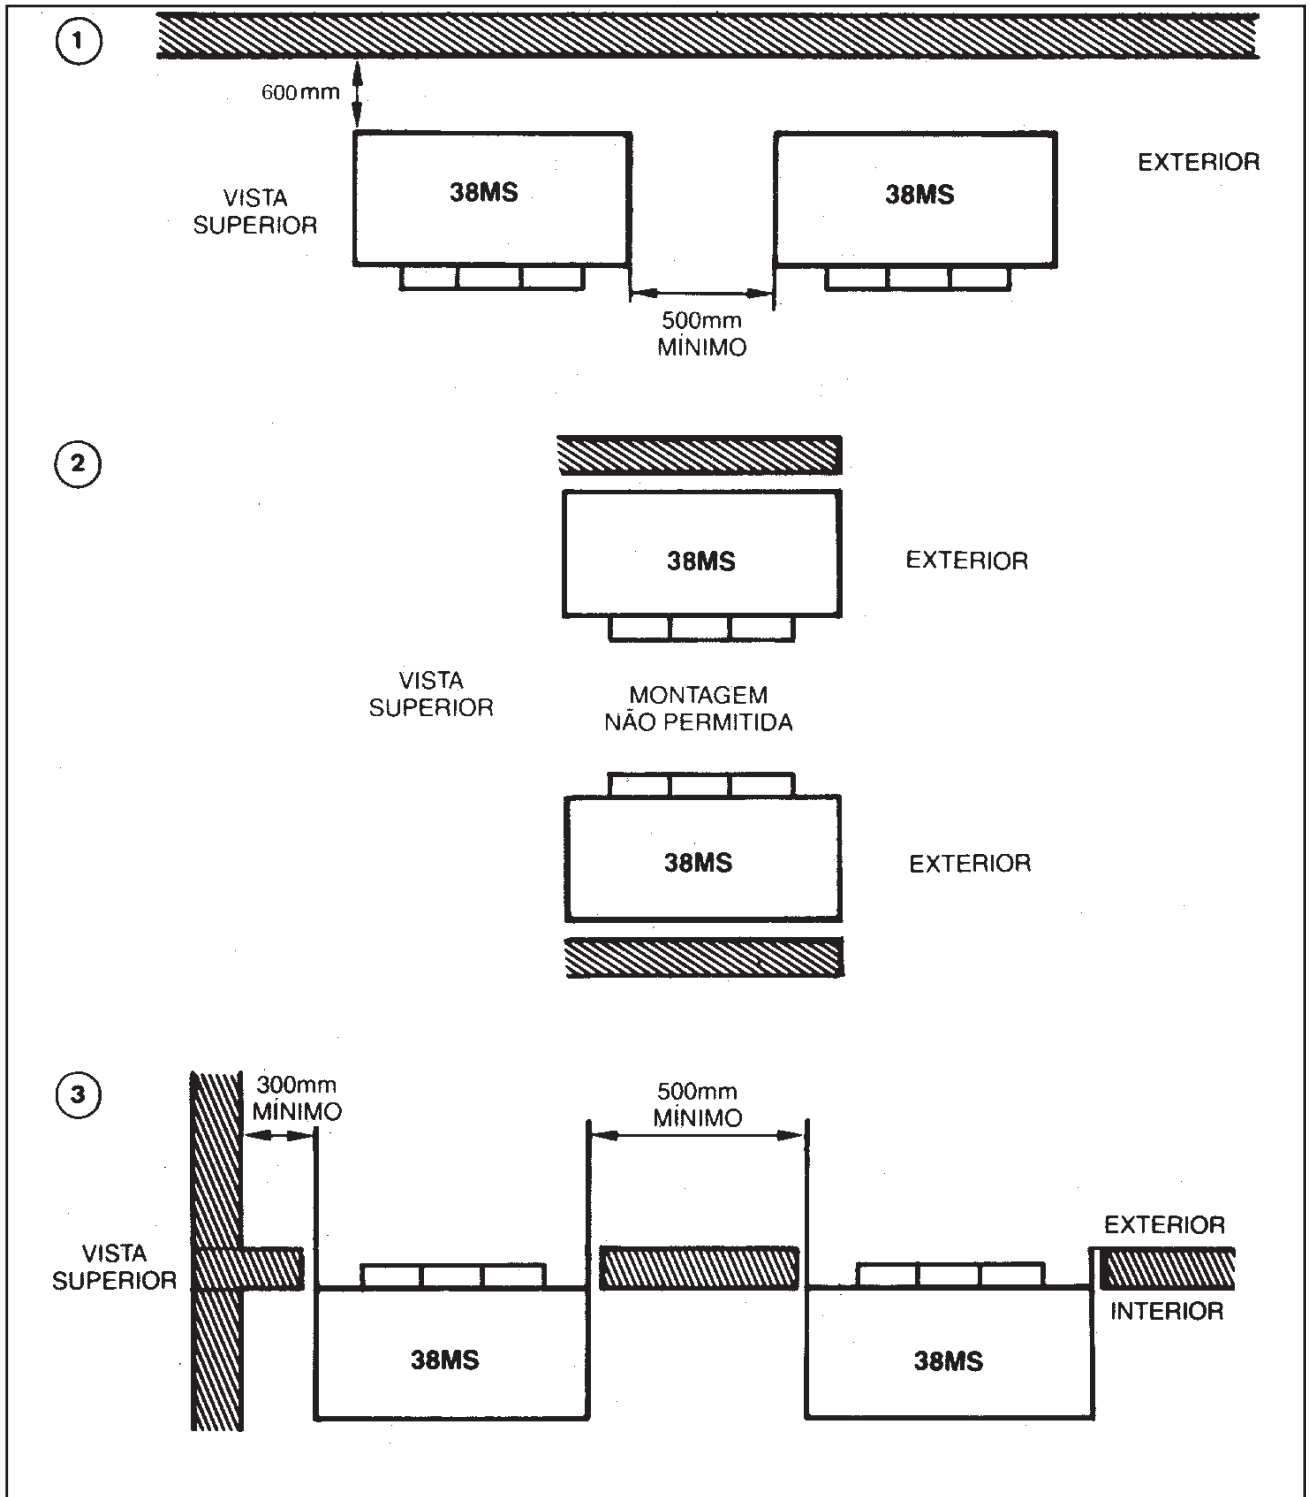 1
600mm
EXTERIOR
VISTA
SUPERIOR
38MS
38MS
500mm
MÍNIMO
2
38MS
EXTERIOR
VISTA
SUPERIOR
MONTAGEM
NÃO PERMITIDA
38MS
EXTERIOR
3
300mm
MÍNIMO
500mm
MÍNIMO
VISTA
SUPERIOR
EXTERIOR
INTERIOR
38MS
38MS